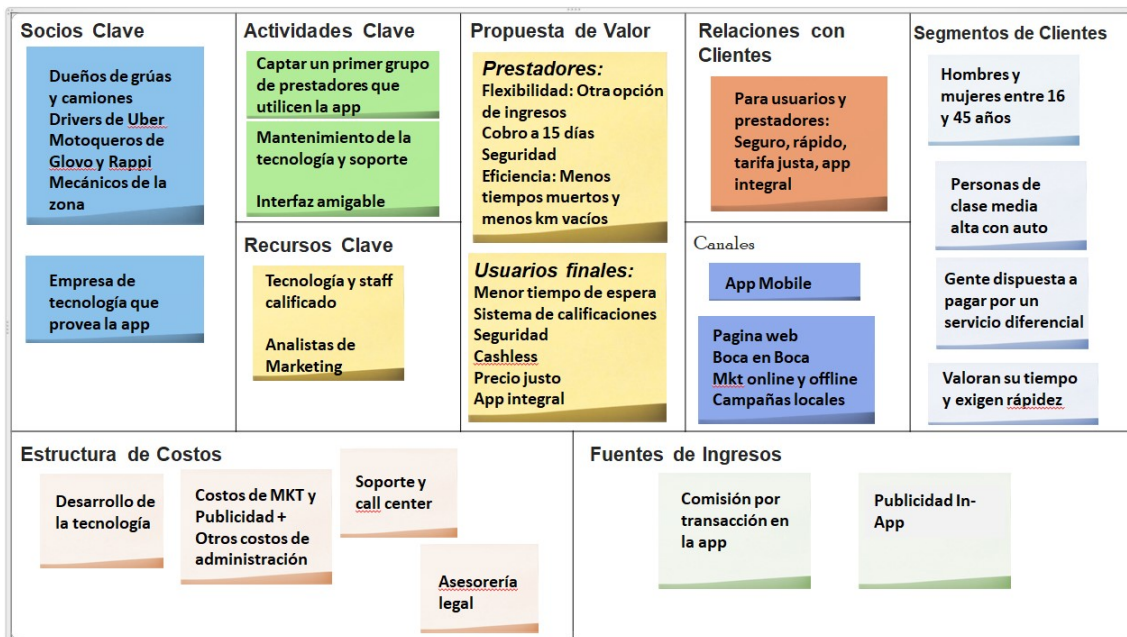 Socios Clave
Dueños de grúas
y camiones
Drivers de Uber
Motoqueros de
Glovo y Rappi
Mecánicos de la
zona
Empresa de
tecnología que
provea la app
Actividades Clave
Captar un primer grupo
de prestadores que
utilicen la app
Mantenimiento de la
tecnología y soporte
Interfaz amigable
Recursos Clave
Tecnología y staff
calificado
Analistas de
Marketing
Propuesta de Valor
Prestadores:
Flexibilidad: Otra opción
de ingresos
Cobro a 15 días
Seguridad
Eficiencia: Menos
tiempos muertos y
menos km vacíos
Usuarios finales:
Menor tiempo de espera
Sistema de calificaciones
Seguridad
Cashless
Precio justo
App integral
Relaciones con
Clientes
Para usuarios y
prestadores:
Seguro, rápido,
tarifa justa, app
integral
Canales
App Mobile
Pagina web
Boca en Boca
Mkt online y offline
Campañas locales
Segmentos de Clientes
Hombres y
mujeres entre 16
y 45 años
Personas de
clase media
alta con auto
Gente dispuesta a
pagar por un
servicio diferencial
Valoran su tiempo
y exigen rápidez
Estructura de Costos
Desarrollo de
la tecnología
Costos de MKT y
Publicidad +
Otros costos de
administración
Soporte y
call center
Asesorería
legal
Fuentes de Ingresos
Comisión por
transacción en
la app
Publicidad In-
App